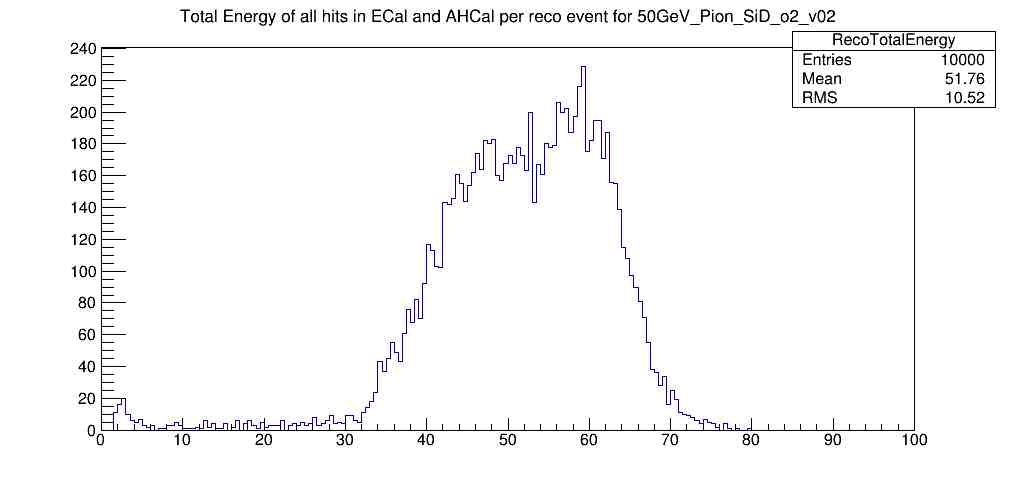 Total Energy of all hits in ECal and AHCal per reco event for 50GeV_Pion_SiD_o2_v02
RecoTotalEnergy
Entries 10000
Mean 51.76
RMS 10.52
240
220
200
180
160
140
120
100
80
60
40
20
0
0 10 20 30 40 50 60 70 80 90 100